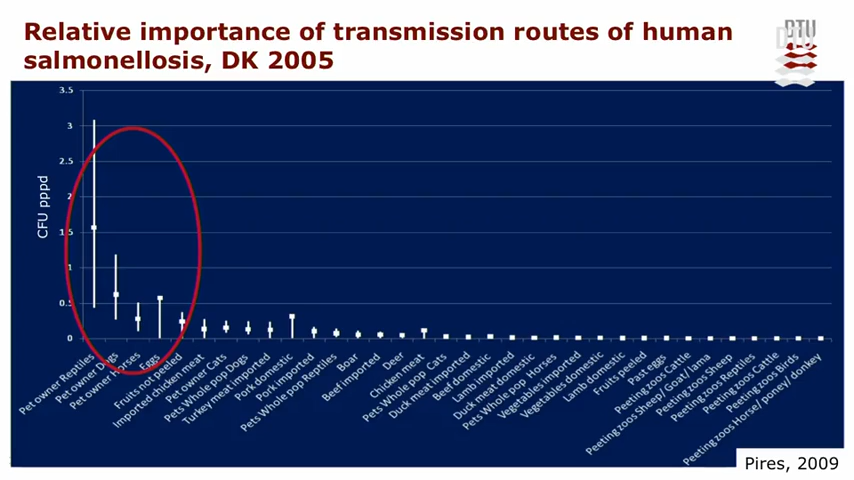 Relative importance of transmission routes of human
salmonellosis, DK 2005
DTU
3.5
3
2.5
2
1.5
1
0.5
0
CFU pppd
Pet owner Reptiles
Pet owner Dogs
Pet owner Horses
Eggs
Fruits not peeled
Imported chicken meat
Pet owner Cats
Pets Whole pop Dogs
Turkey meat imported
Pork domestic
Pork imported
Pets Whole pop Reptiles
Boar
Beef imported
Deer
Chicken meat
Pets Whole pop Cats
Duck meat imported
Beef domestic
Lamb imported
Duck meat domestic
Pets Whole pop Horses
Vegetables imported
Vegetables domestic
Lamb domestic
Fruits peeled
Past eggs
Peeting zoos Cattle
Peeting zoos Sheep/ Goat/ lama
Peeting zoos Sheep
Peeting zoos Reptiles
Peeting zoos Cattle
Peeting zoos Birds
Peeting zoos Horse/ poney/ donkey
Pires, 2009